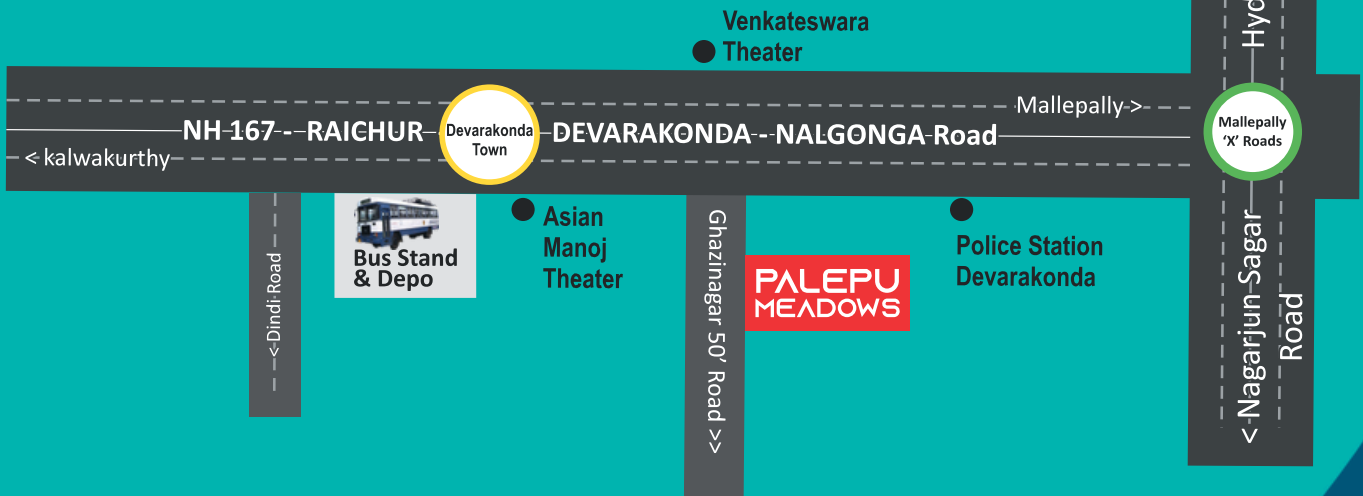 Venkateswara
Theater
Hyd
Mallepally >
NH 167 - RAICHUR
Devarakonda
Town
DEVARAKONDA - NALGONGA Road
Mallepally
‘X’ Roads
< kalwakurthy
Asian
Manoj
Theater
Bus Stand
& Depo
<Dindi Road
Ghazinagar 50’ Road >>
PALEPU
MEADOWS
Police Station
Devarakonda
< Nagarjun Sagar
Road